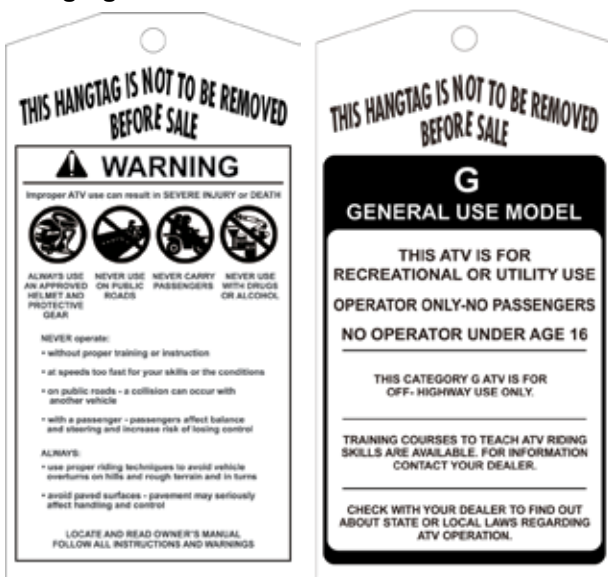 THIS HANGTAG IS NOT TO BE REMOVED
BEFORE SALE
WARNING
Improper ATV use can result in SEVERE INJURY or DEATH
ALWAYS USE
AN APPROVED
HELMET AND
PROTECTIVE
GEAR
NEVER USE
ON PUBLIC
ROADS
NEVER CARRY
PASSENGERS
NEVER USE
WITH DRUGS
OR ALCOHOL
NEVER operate:
• without proper training or instruction
• at speeds too fast for your skills or the conditions
• on public roads - a collision can occur with
another vehicle
• with a passenger - passengers affect balance
and steering and increase risk of losing control
ALWAYS:
• use proper riding techniques to avoid vehicle
overturns on hills and rough terrain and in turns
• avoid paved surfaces - pavement may seriously
affect handling and control
LOCATE AND READ OWNER'S MANUAL
FOLLOW ALL INSTRUCTIONS AND WARNINGS
THIS HANGTAG IS NOT TO BE REMOVED
BEFORE SALE
G
GENERAL USE MODEL
THIS ATV IS FOR
RECREATIONAL OR UTILITY USE
OPERATOR ONLY-NO PASSENGERS
NO OPERATOR UNDER AGE 16
THIS CATEGORY G ATV IS FOR
OFF- HIGHWAY USE ONLY.
TRAINING COURSES TO TEACH ATV RIDING
SKILLS ARE AVAILABLE. FOR INFORMATION
CONTACT YOUR DEALER.
CHECK WITH YOUR DEALER TO FIND OUT
ABOUT STATE OR LOCAL LAWS REGARDING
ATV OPERATION.